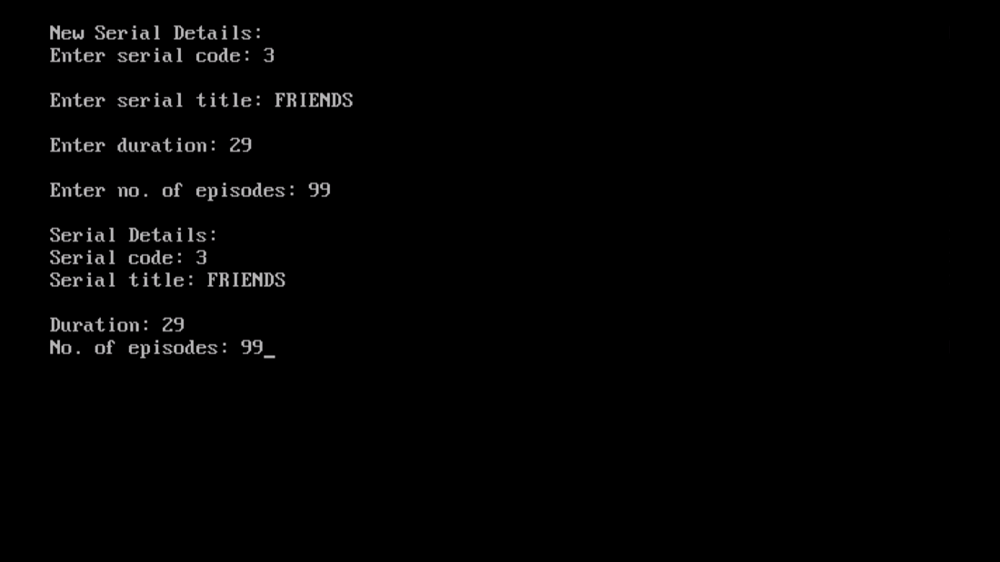 New Serial Details:
Enter serial code: 3
Enter serial title: FRIENDS
Enter duration: 29
Enter no. of episodes: 99
Serial Details:
Serial code: 3
Serial title: FRIENDS
Duration: 29
No. of episodes: 99_